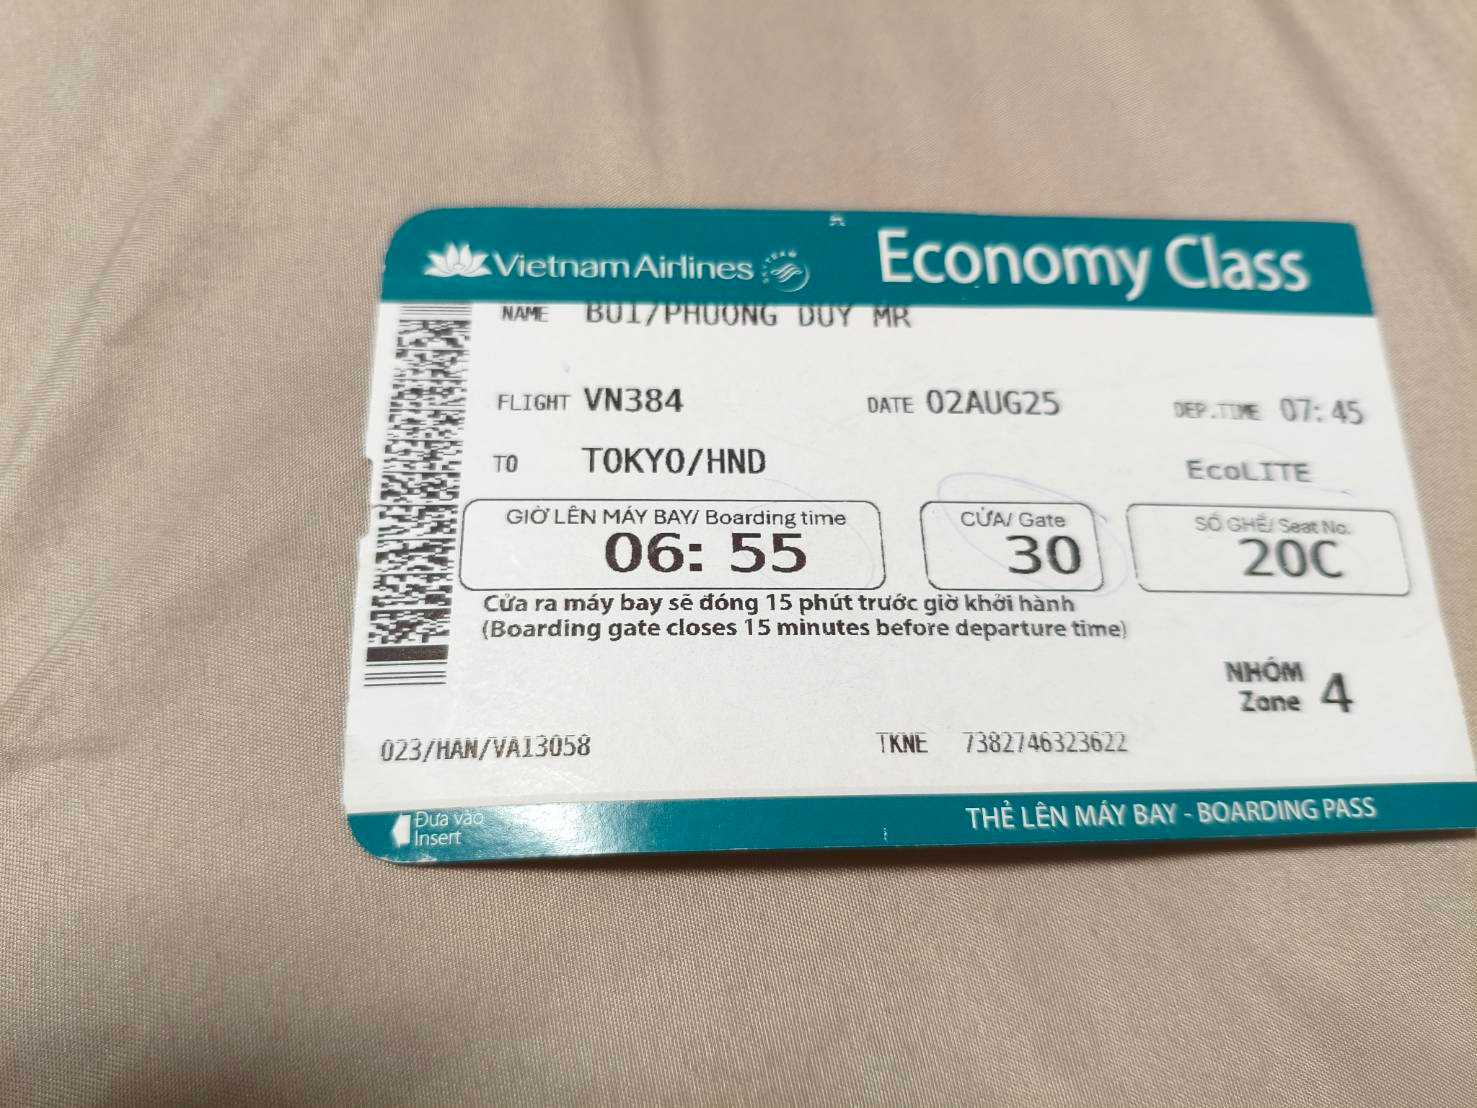 VietnamAirlines SKYTEAM Economy Class
NAME BUI/PHUONG DUY MR
FLIGHT VN384 DATE 02AUG25 DEP.TIME 07:45
TO TOKYO/HND EcoLITE
GIỜ LÊN MÁY BAY/ Boarding time CỬA/ Gate SỐ GHẾ/ Seat No.
06: 55 30 20C
Cửa ra máy bay sẽ đóng 15 phút trước giờ khởi hành
(Boarding gate closes 15 minutes before departure time)
NHÓM
Zone 4
023/HAN/VA13058 TKNE 7382746323622
Đưa vào
Insert
THẺ LÊN MÁY BAY - BOARDING PASS